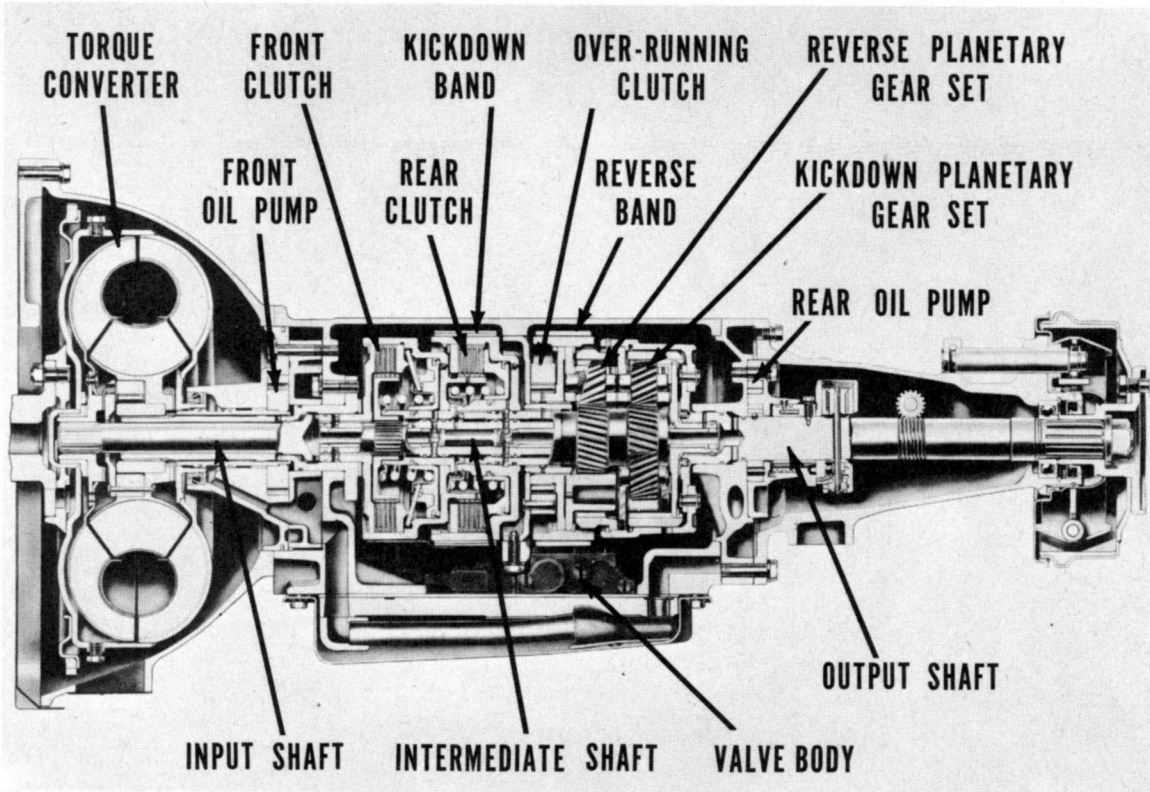 TORQUE
CONVERTER
FRONT
CLUTCH
KICKDOWN
BAND
OVER-RUNNING
CLUTCH
REVERSE PLANETARY
GEAR SET
FRONT
OIL PUMP
REAR
CLUTCH
REVERSE
BAND
KICKDOWN PLANETARY
GEAR SET
REAR OIL PUMP
OUTPUT SHAFT
INPUT SHAFT
INTERMEDIATE SHAFT
VALVE BODY